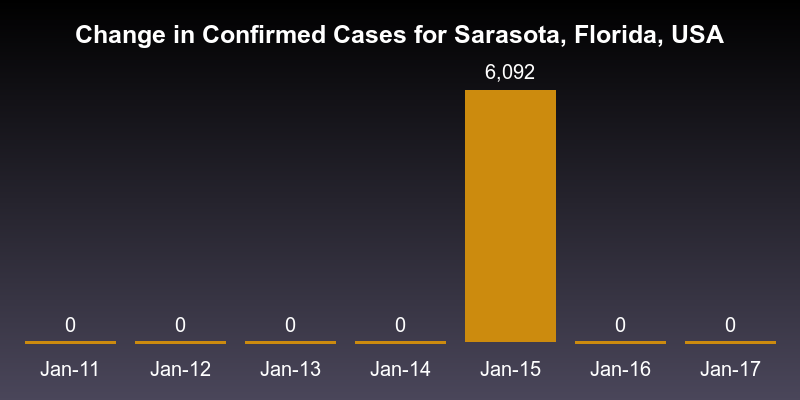 Change in Confirmed Cases for Sarasota, Florida, USA
6,092
0 0 0 0 0 0
Jan-11 Jan-12 Jan-13 Jan-14 Jan-15 Jan-16 Jan-17